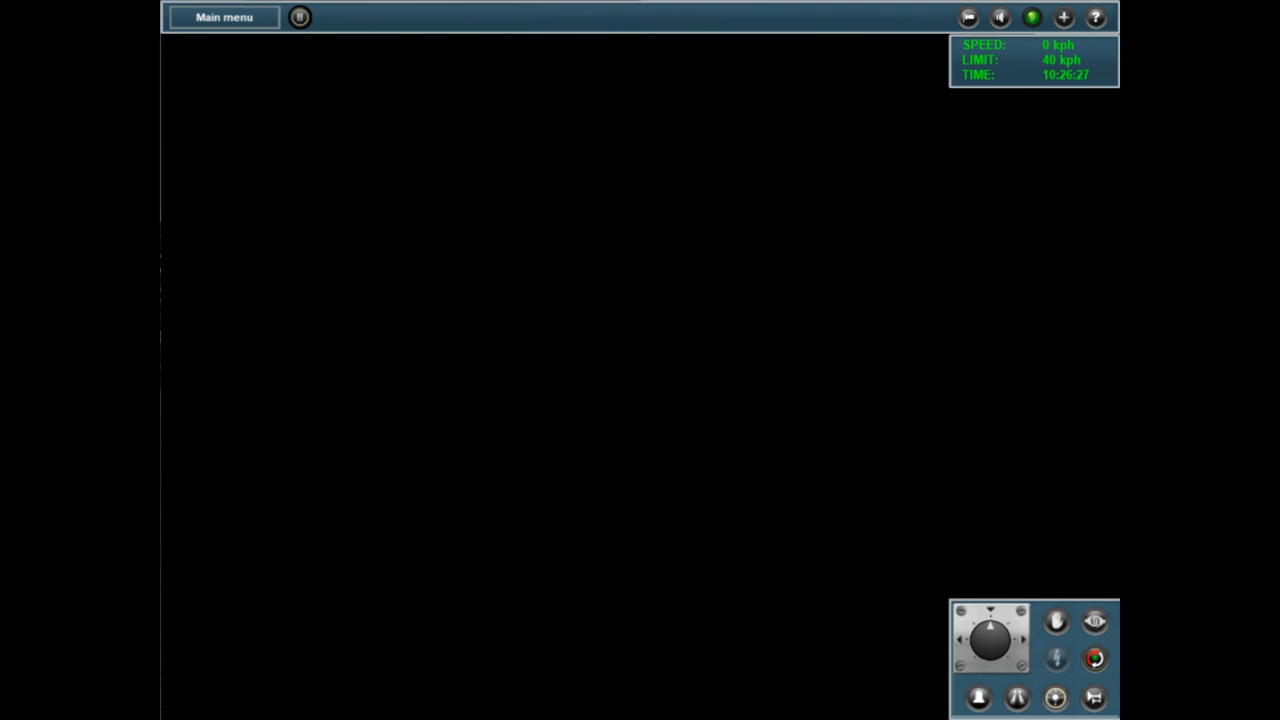 Main menu
?
SPEED: 0 kph
LIMIT: 40 kph
TIME: 10:26:27